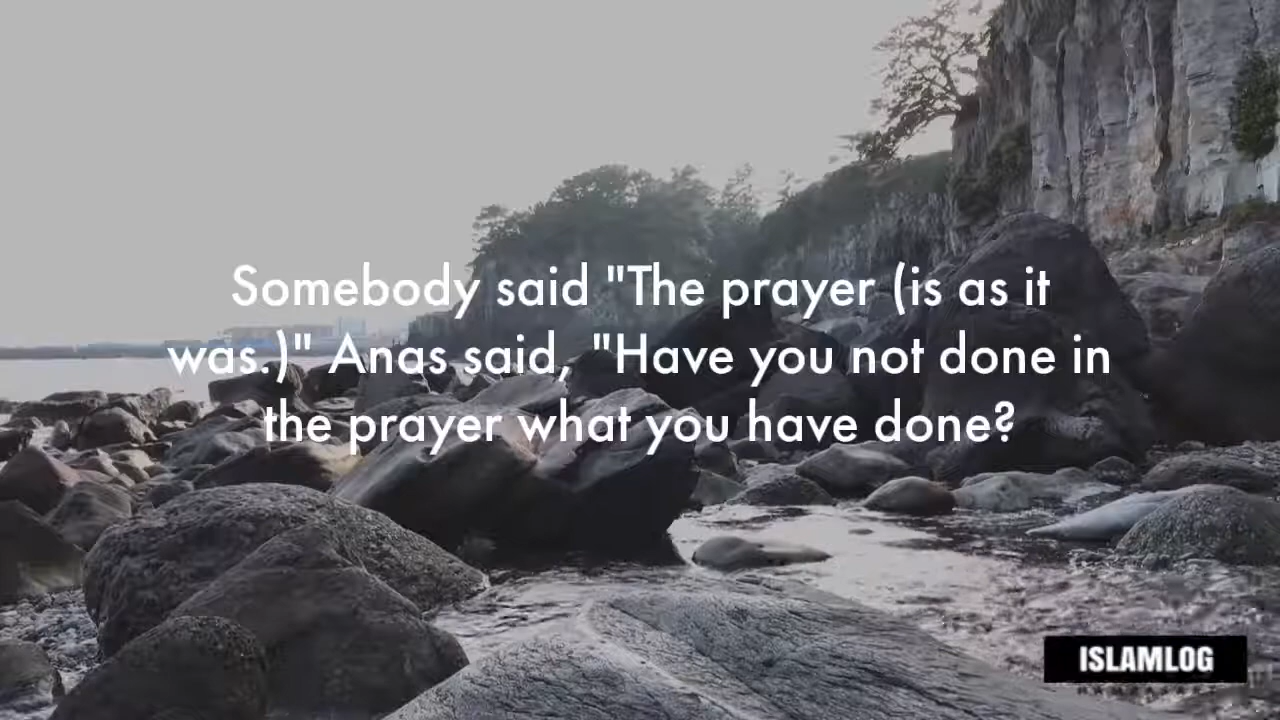 Somebody said "The prayer (is as it
was.)" Anas said, "Have you not done in
the prayer what you have done?
ISLAMLOG